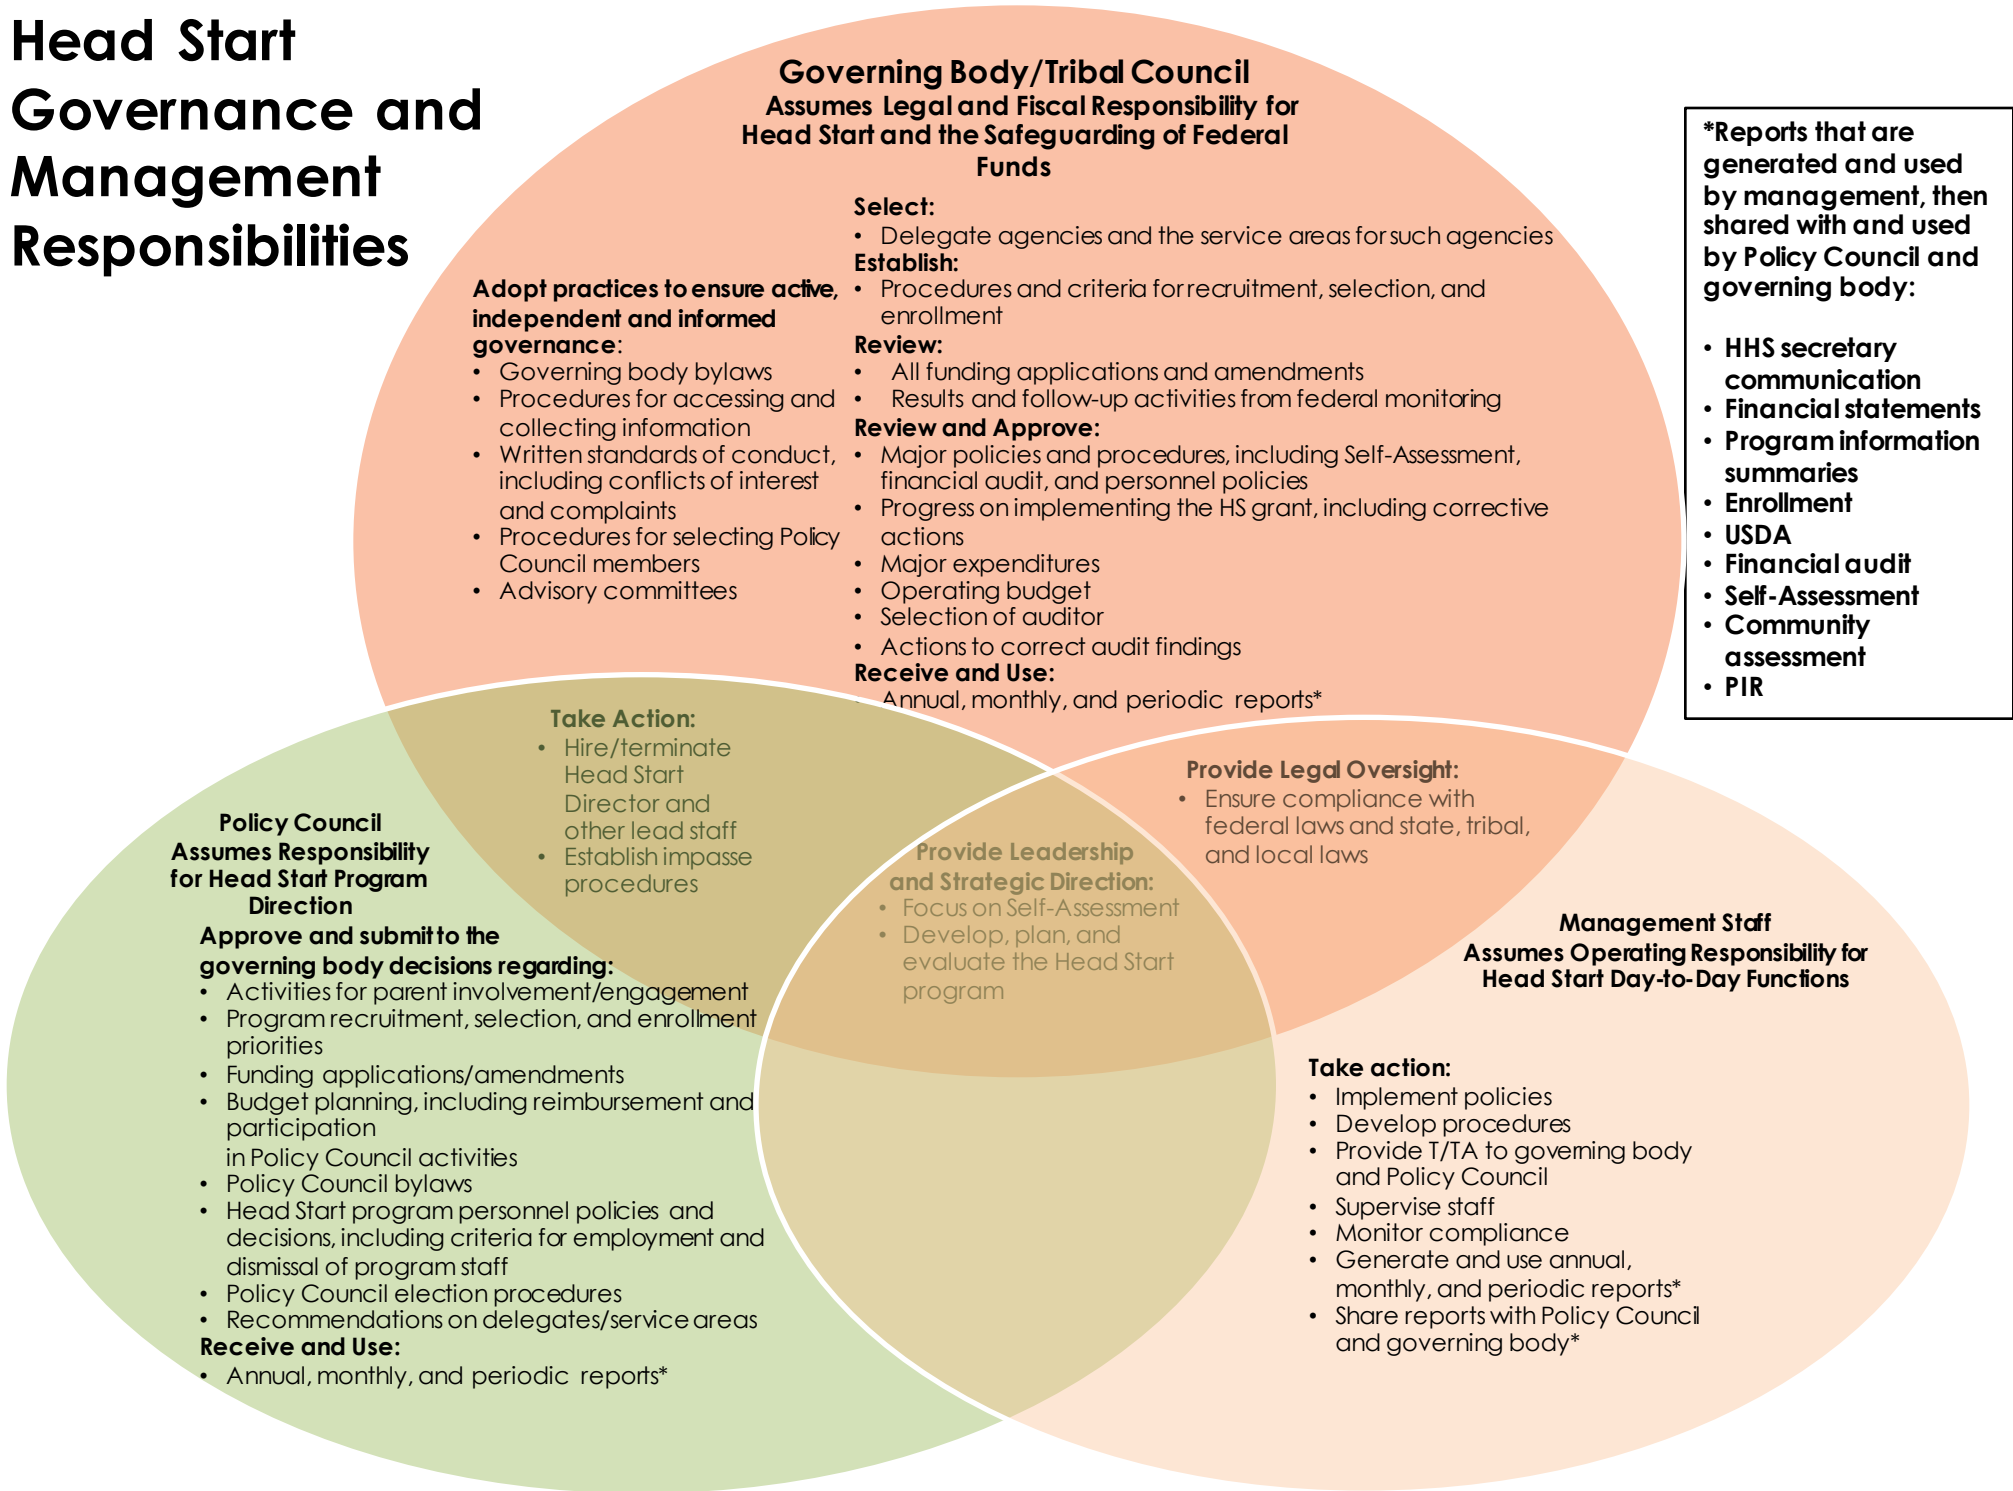 Head Start
Governance and
Management
Responsibilities
Governing Body/Tribal Council
Assumes Legal and Fiscal Responsibility for
Head Start and the Safeguarding of Federal
Funds
Adopt practices to ensure active,
independent and informed
governance:
• Governing body bylaws
• Procedures for accessing and
collecting information
• Written standards of conduct,
including conflicts of interest
and complaints
• Procedures for selecting Policy
Council members
• Advisory committees
Select:
• Delegate agencies and the service areas for such agencies
Establish:
• Procedures and criteria for recruitment, selection, and
enrollment
Review:
• All funding applications and amendments
• Results and follow-up activities from federal monitoring
Review and Approve:
• Major policies and procedures, including Self-Assessment,
financial audit, and personnel policies
• Progress on implementing the HS grant, including corrective
actions
• Major expenditures
• Operating budget
• Selection of auditor
• Actions to correct audit findings
Receive and Use:
• Annual, monthly, and periodic reports*
*Reports that are
generated and used
by management, then
shared with and used
by Policy Council and
governing body:
• HHS secretary
communication
• Financial statements
• Program information
summaries
• Enrollment
• USDA
• Financial audit
• Self-Assessment
• Community
assessment
• PIR
Take Action:
• Hire/terminate
Head Start
Director and
other lead staff
• Establish impasse
procedures
Provide Legal Oversight:
• Ensure compliance with
federal laws and state, tribal,
and local laws
Provide Leadership
and Strategic Direction:
• Focus on Self-Assessment
• Develop, plan, and
evaluate the Head Start
program
Policy Council
Assumes Responsibility
for Head Start Program
Direction
Approve and submit to the
governing body decisions regarding:
• Activities for parent involvement/engagement
• Program recruitment, selection, and enrollment
priorities
• Funding applications/amendments
• Budget planning, including reimbursement and
participation
in Policy Council activities
• Policy Council bylaws
• Head Start program personnel policies and
decisions, including criteria for employment and
dismissal of program staff
• Policy Council election procedures
• Recommendations on delegates/service areas
Receive and Use:
• Annual, monthly, and periodic reports*
Management Staff
Assumes Operating Responsibility for
Head Start Day-to-Day Functions
Take action:
• Implement policies
• Develop procedures
• Provide T/TA to governing body
and Policy Council
• Supervise staff
• Monitor compliance
• Generate and use annual,
monthly, and periodic reports*
• Share reports with Policy Council
and governing body*